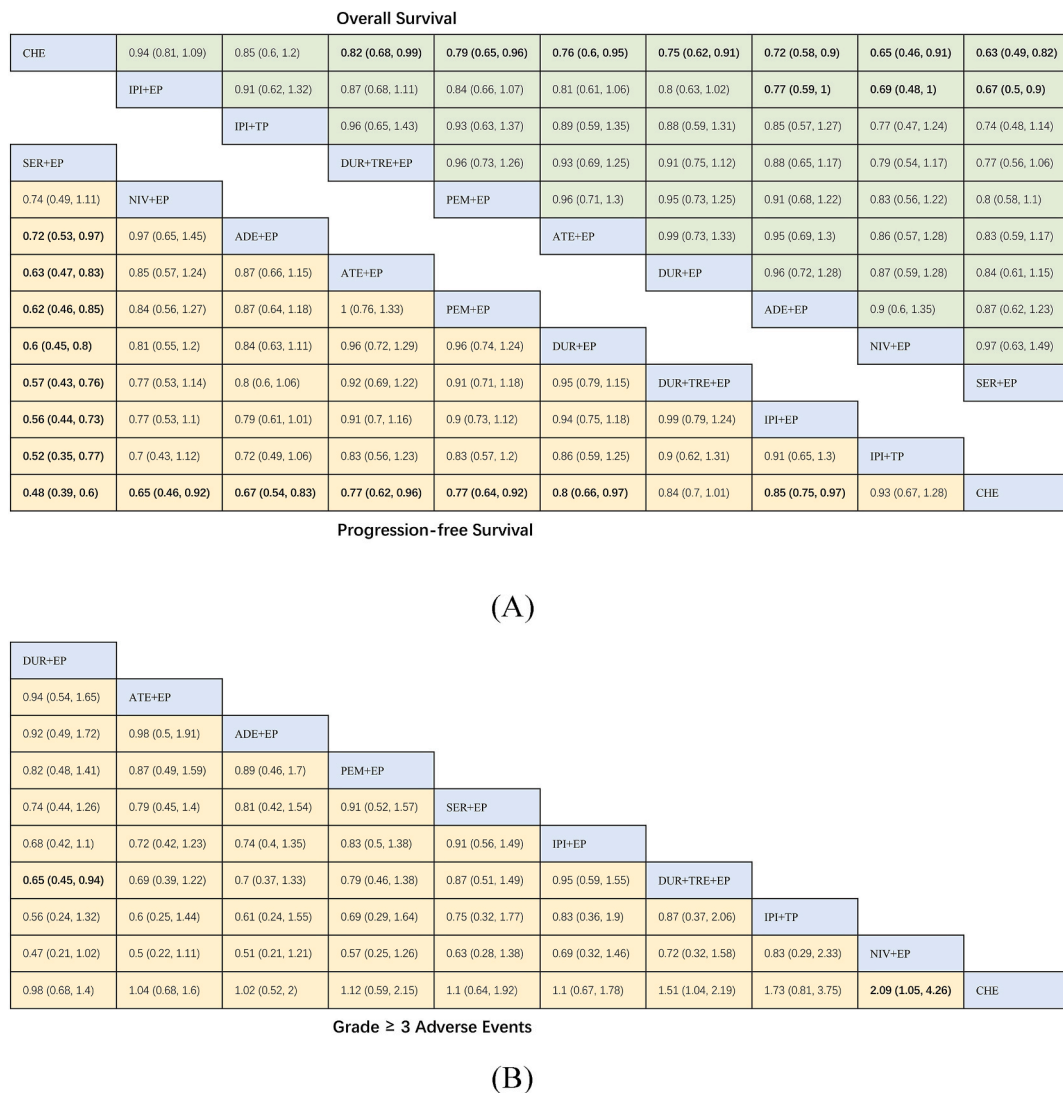 Overall Survival
CHE 0.94 (0.81, 1.09) 0.85 (0.6, 1.2) 0.82 (0.68, 0.99) 0.79 (0.65, 0.96) 0.76 (0.6, 0.95) 0.75 (0.62, 0.91) 0.72 (0.58, 0.9) 0.65 (0.46, 0.91) 0.63 (0.49, 0.82)
IPI+EP 0.91 (0.62, 1.32) 0.87 (0.68, 1.11) 0.84 (0.66, 1.07) 0.81 (0.61, 1.06) 0.8 (0.63, 1.02) 0.77 (0.59, 1) 0.69 (0.48, 1) 0.67 (0.5, 0.9)
IPI+TP 0.96 (0.65, 1.43) 0.93 (0.63, 1.37) 0.89 (0.59, 1.35) 0.88 (0.59, 1.31) 0.85 (0.57, 1.27) 0.77 (0.47, 1.24) 0.74 (0.48, 1.14)
SER+EP DUR+TRE+EP 0.96 (0.73, 1.26) 0.93 (0.69, 1.25) 0.91 (0.75, 1.12) 0.88 (0.65, 1.17) 0.79 (0.54, 1.17) 0.77 (0.56, 1.06)
0.74 (0.49, 1.11) NIV+EP PEM+EP 0.96 (0.71, 1.3) 0.95 (0.73, 1.25) 0.91 (0.68, 1.22) 0.83 (0.56, 1.22) 0.8 (0.58, 1.1)
0.72 (0.53, 0.97) 0.97 (0.65, 1.45) ADE+EP ATE+EP 0.99 (0.73, 1.33) 0.95 (0.69, 1.3) 0.86 (0.57, 1.28) 0.83 (0.59, 1.17)
0.63 (0.47, 0.83) 0.85 (0.57, 1.24) 0.87 (0.66, 1.15) ATE+EP DUR+EP 0.96 (0.72, 1.28) 0.87 (0.59, 1.28) 0.84 (0.61, 1.15)
0.62 (0.46, 0.85) 0.84 (0.56, 1.27) 0.87 (0.64, 1.18) 1 (0.76, 1.33) PEM+EP ADE+EP 0.9 (0.6, 1.35) 0.87 (0.62, 1.23)
0.6 (0.45, 0.8) 0.81 (0.55, 1.2) 0.84 (0.63, 1.11) 0.96 (0.72, 1.29) 0.96 (0.74, 1.24) DUR+EP NIV+EP 0.97 (0.63, 1.49)
0.57 (0.43, 0.76) 0.77 (0.53, 1.14) 0.8 (0.6, 1.06) 0.92 (0.69, 1.22) 0.91 (0.71, 1.18) 0.95 (0.79, 1.15) DUR+TRE+EP SER+EP
0.56 (0.44, 0.73) 0.77 (0.53, 1.1) 0.79 (0.61, 1.01) 0.91 (0.7, 1.16) 0.9 (0.73, 1.12) 0.94 (0.75, 1.18) 0.99 (0.79, 1.24) IPI+EP
0.52 (0.35, 0.77) 0.7 (0.43, 1.12) 0.72 (0.49, 1.06) 0.83 (0.56, 1.23) 0.83 (0.57, 1.2) 0.86 (0.59, 1.25) 0.9 (0.62, 1.31) 0.91 (0.65, 1.3) IPI+TP
0.48 (0.39, 0.6) 0.65 (0.46, 0.92) 0.67 (0.54, 0.83) 0.77 (0.62, 0.96) 0.77 (0.64, 0.92) 0.8 (0.66, 0.97) 0.84 (0.7, 1.01) 0.85 (0.75, 0.97) 0.93 (0.67, 1.28) CHE
Progression-free Survival
(A)
DUR+EP
0.94 (0.54, 1.65) ATE+EP
0.92 (0.49, 1.72) 0.98 (0.5, 1.91) ADE+EP
0.82 (0.48, 1.41) 0.87 (0.49, 1.59) 0.89 (0.46, 1.7) PEM+EP
0.74 (0.44, 1.26) 0.79 (0.45, 1.4) 0.81 (0.42, 1.54) 0.91 (0.52, 1.57) SER+EP
0.68 (0.42, 1.1) 0.72 (0.42, 1.23) 0.74 (0.4, 1.35) 0.83 (0.5, 1.38) 0.91 (0.56, 1.49) IPI+EP
0.65 (0.45, 0.94) 0.69 (0.39, 1.22) 0.7 (0.37, 1.33) 0.79 (0.46, 1.38) 0.87 (0.51, 1.49) 0.95 (0.59, 1.55) DUR+TRE+EP
0.56 (0.24, 1.32) 0.6 (0.25, 1.44) 0.61 (0.24, 1.55) 0.69 (0.29, 1.64) 0.75 (0.32, 1.77) 0.83 (0.36, 1.9) 0.87 (0.37, 2.06) IPI+TP
0.47 (0.21, 1.02) 0.5 (0.22, 1.11) 0.51 (0.21, 1.21) 0.57 (0.25, 1.26) 0.63 (0.28, 1.38) 0.69 (0.32, 1.46) 0.72 (0.32, 1.58) 0.83 (0.29, 2.33) NIV+EP
0.98 (0.68, 1.4) 1.04 (0.68, 1.6) 1.02 (0.52, 2) 1.12 (0.59, 2.15) 1.1 (0.64, 1.92) 1.1 (0.67, 1.78) 1.51 (1.04, 2.19) 1.73 (0.81, 3.75) 2.09 (1.05, 4.26) CHE
Grade ≥ 3 Adverse Events
(B)